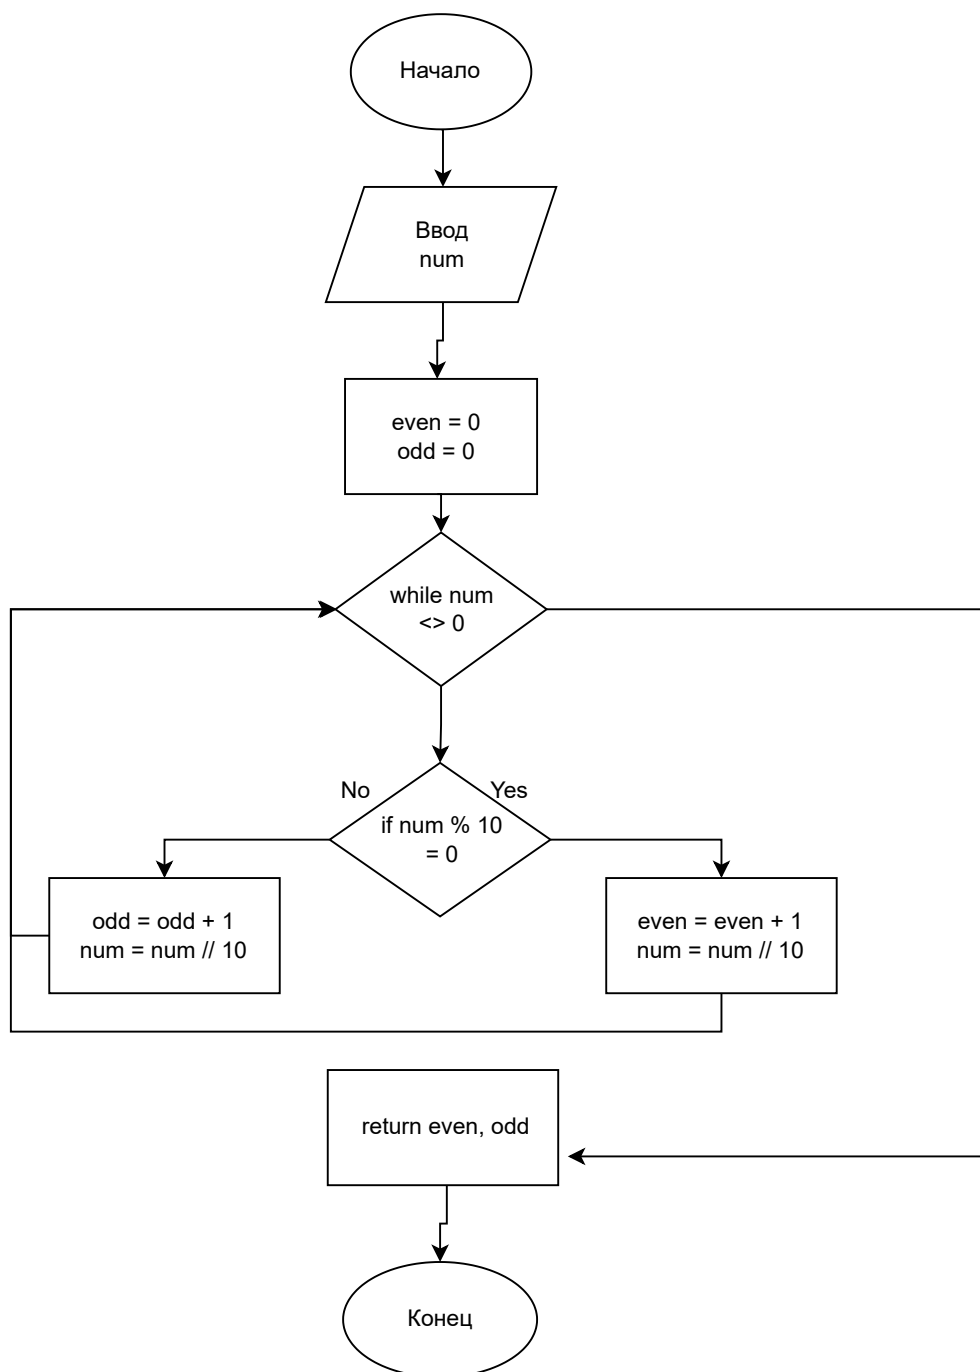 Начало
Ввод
num
even = 0
odd = 0
while num
<> 0
No
Yes
if num % 10
= 0
odd = odd + 1
num = num // 10
even = even + 1
num = num // 10
return even, odd
Конец